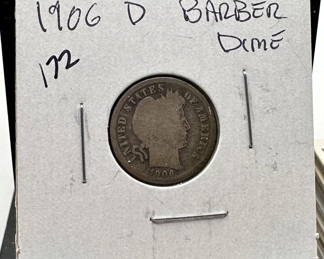 1906 D BARBER
DIME
172
UNITED STATES OF AMERICA
1906